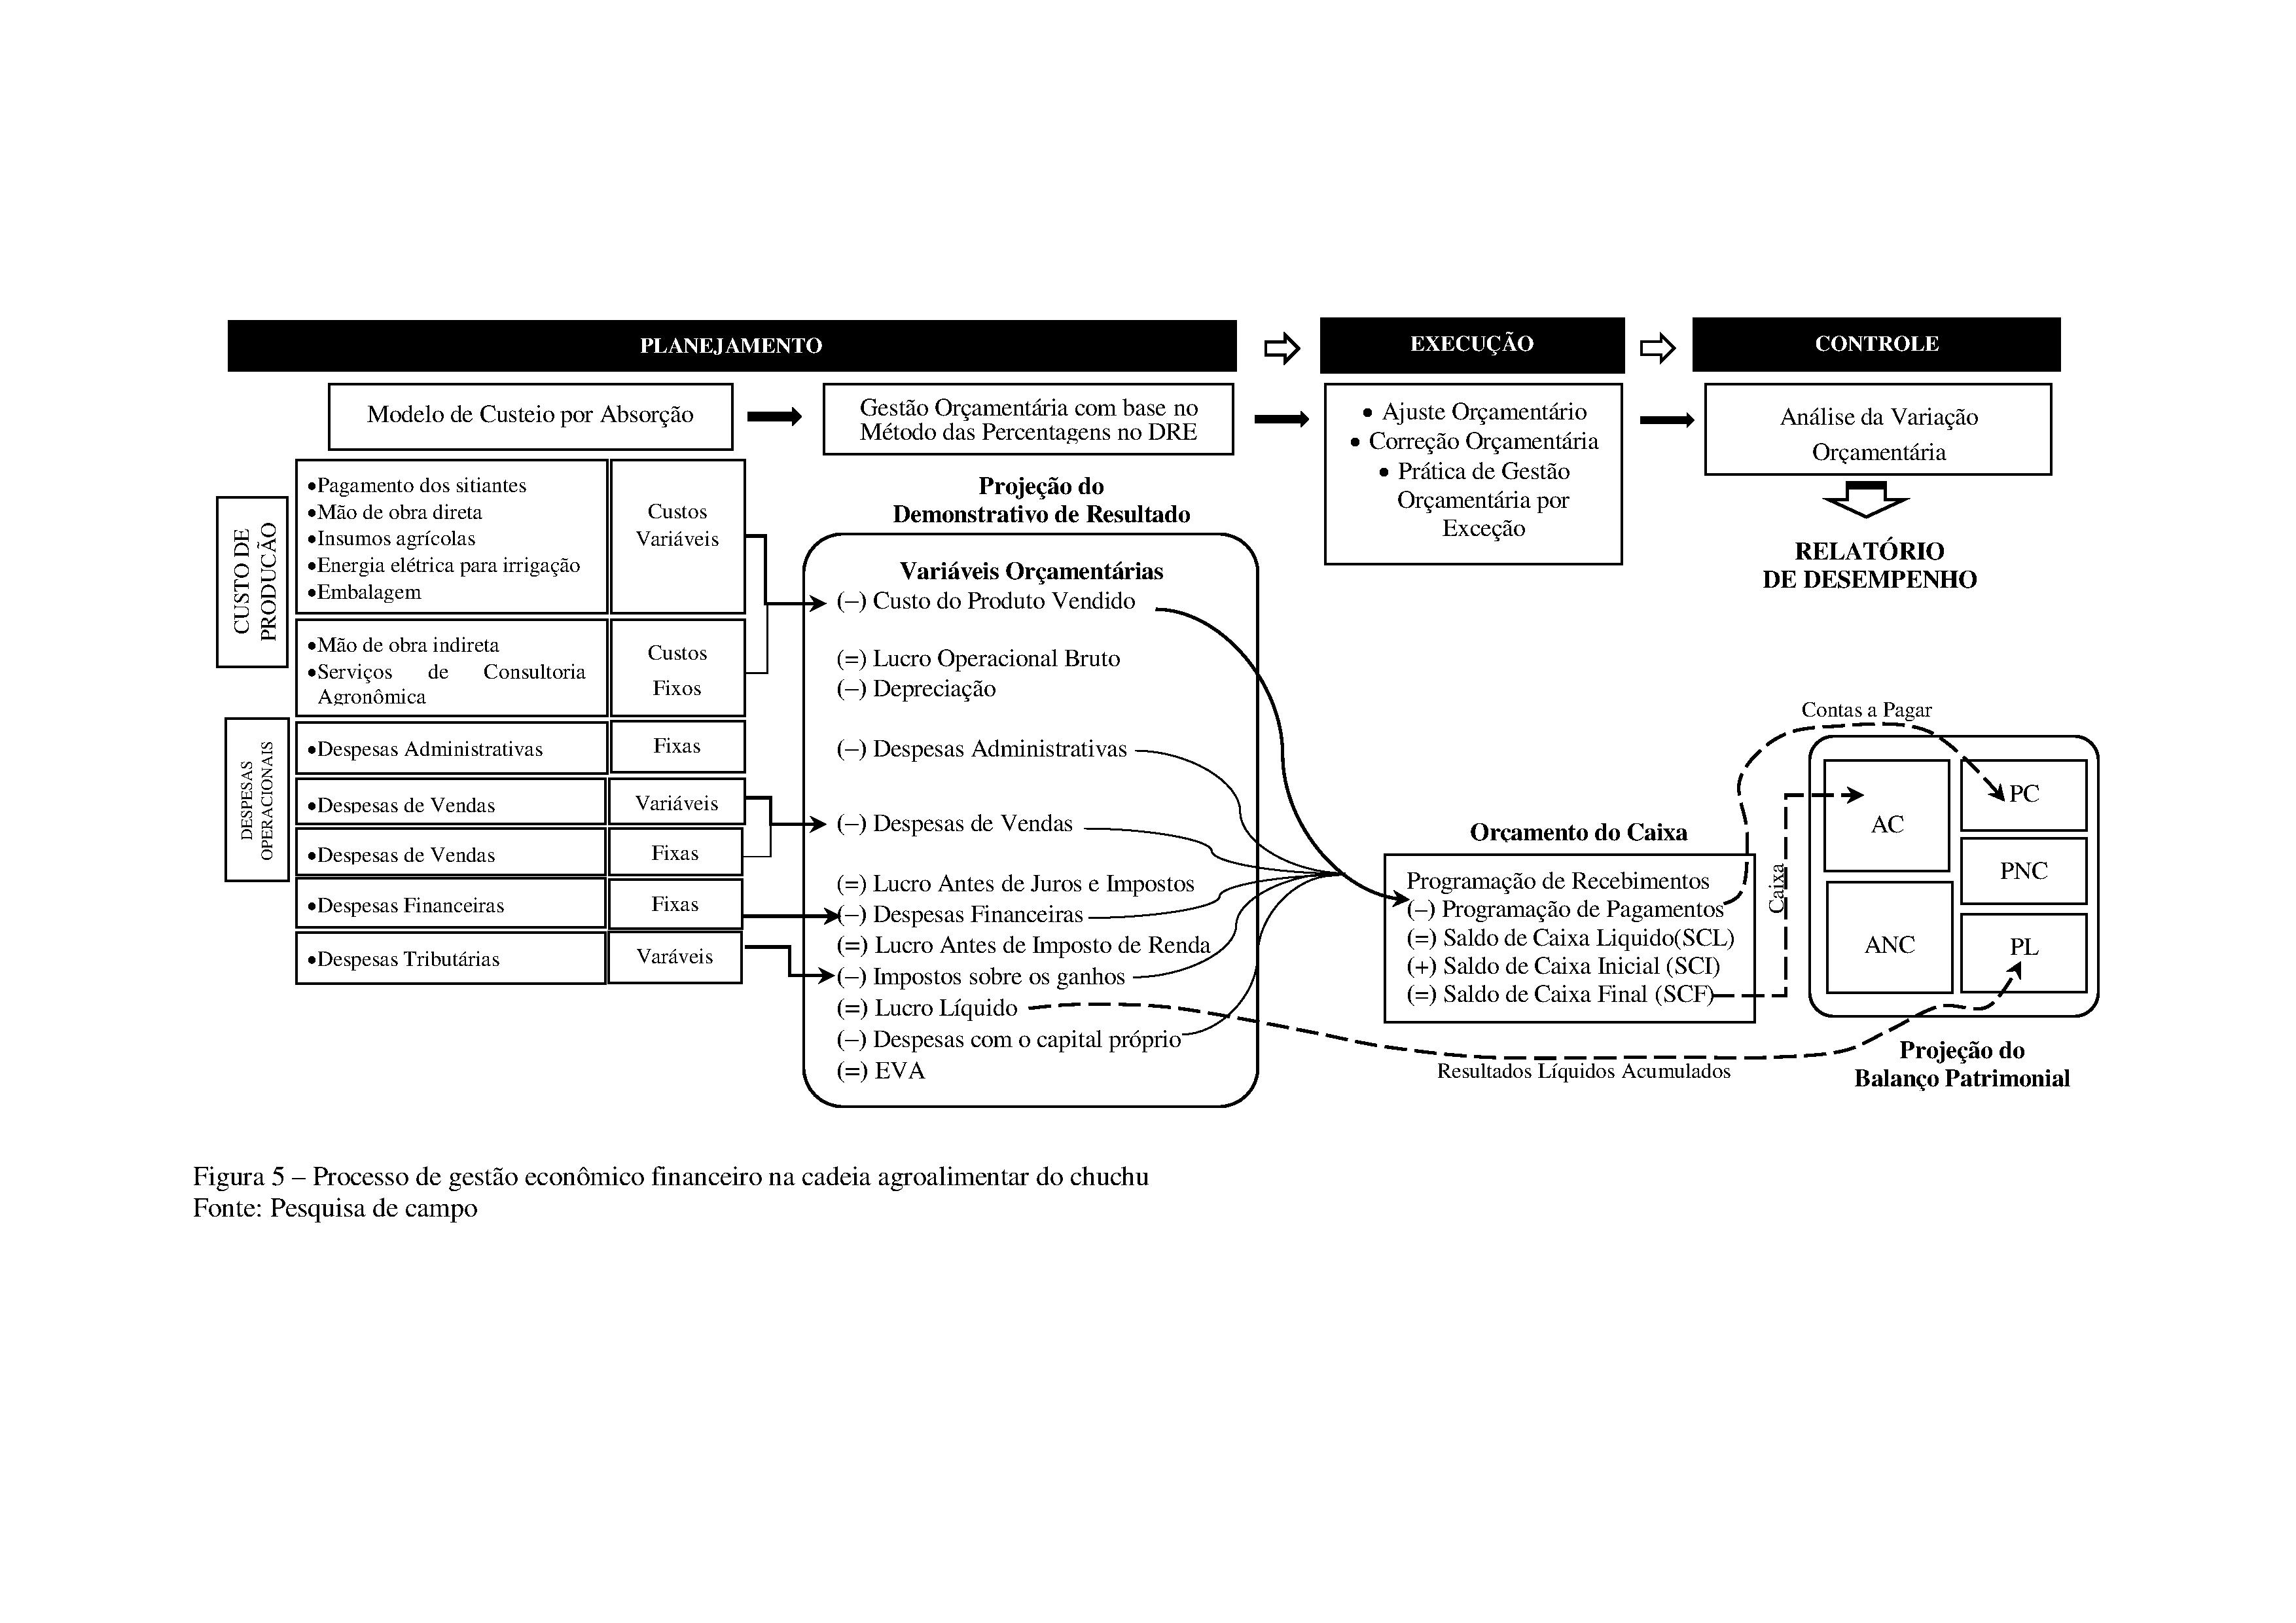 PLANEJAMENTO
EXECUÇÃO
CONTROLE
Modelo de Custeio por Absorção
Gestão Orçamentária com base no
Método das Percentagens no DRE
• Ajuste Orçamentário
• Correção Orçamentária
• Prática de Gestão
Orçamentária por
Exceção
Análise da Variação
Orçamentária
RELATÓRIO
DE DESEMPENHO
CUSTO DE
PRODUCÃO
•Pagamento dos sitiantes
•Mão de obra direta
•Insumos agrícolas
•Energia elétrica para irrigação
•Embalagem
Custos
Variáveis
•Mão de obra indireta
•Serviços de Consultoria
Agronômica
Custos
Fixos
DESPESAS
OPERACIONAIS
•Despesas Administrativas
Fixas
•Despesas de Vendas
Variáveis
•Despesas de Vendas
Fixas
•Despesas Financeiras
Fixas
•Despesas Tributárias
Varáveis
Projeção do
Demonstrativo de Resultado
Variáveis Orçamentárias
(–) Custo do Produto Vendido
(=) Lucro Operacional Bruto
(–) Depreciação
(–) Despesas Administrativas
(–) Despesas de Vendas
(=) Lucro Antes de Juros e Impostos
(–) Despesas Financeiras
(=) Lucro Antes de Imposto de Renda
(–) Impostos sobre os ganhos
(=) Lucro Líquido
(–) Despesas com o capital próprio
(=) EVA
Orçamento do Caixa
Programação de Recebimentos
(–) Programação de Pagamentos
(=) Saldo de Caixa Liquido(SCL)
(+) Saldo de Caixa Inicial (SCI)
(=) Saldo de Caixa Final (SCF)
Contas a Pagar
Caixa
Resultados Líquidos Acumulados
AC
PC
PNC
ANC
PL
Projeção do
Balanço Patrimonial
Figura 5 – Processo de gestão econômico financeiro na cadeia agroalimentar do chuchu
Fonte: Pesquisa de campo